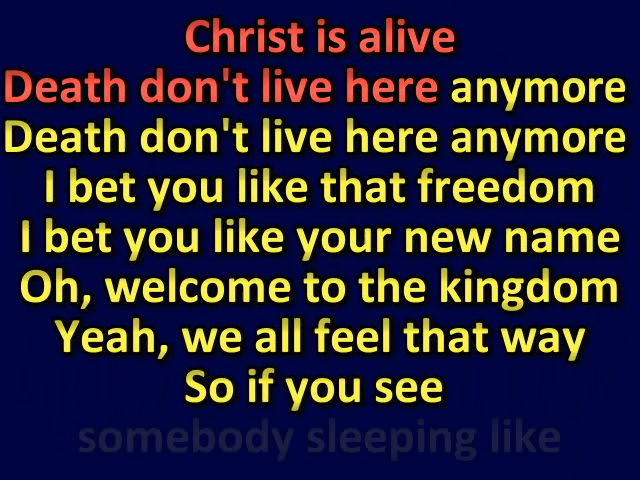 Christ is alive
Death don't live here anymore
Death don't live here anymore
I bet you like that freedom
I bet you like your new name
Oh, welcome to the kingdom
Yeah, we all feel that way
So if you see
somebody sleeping like